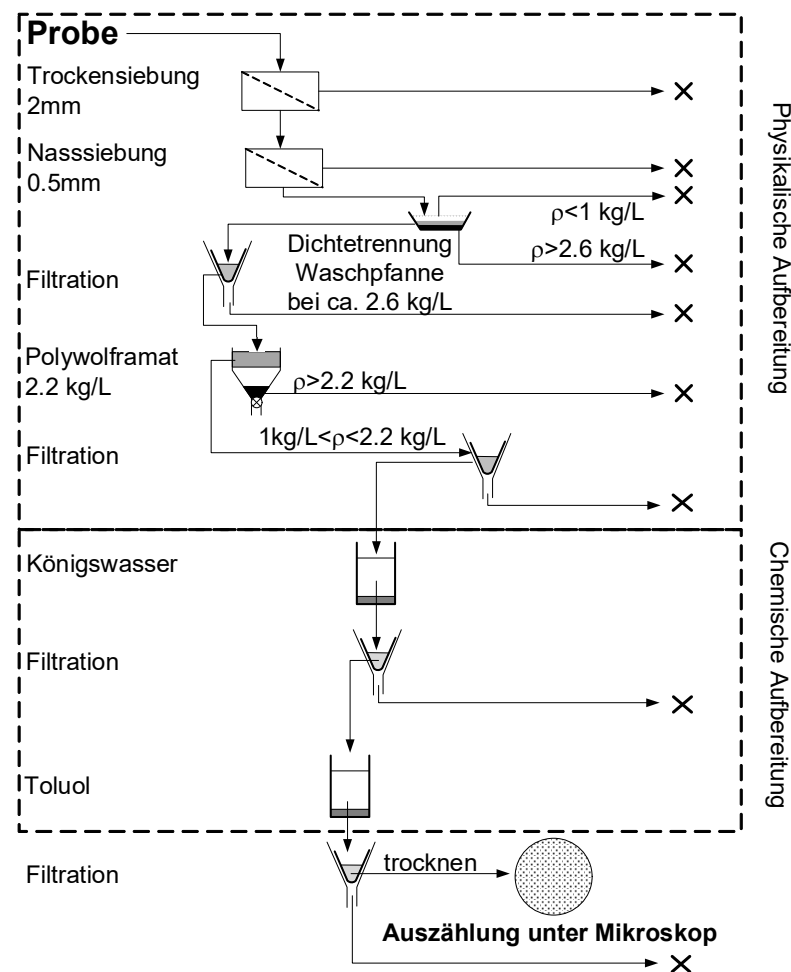 Probe
Trockensiebung
2mm
Nasssiebung
0.5mm
ρ<1 kg/L
Dichtetrennung
Waschpfanne
bei ca. 2.6 kg/L
ρ>2.6 kg/L
Filtration
Polywolframat
2.2 kg/L
ρ>2.2 kg/L
1kg/L<ρ<2.2 kg/L
Filtration
Physikalische Aufbereitung
Königswasser
Filtration
Toluol
Chemische Aufbereitung
Filtration
trocknen
Auszählung unter Mikroskop